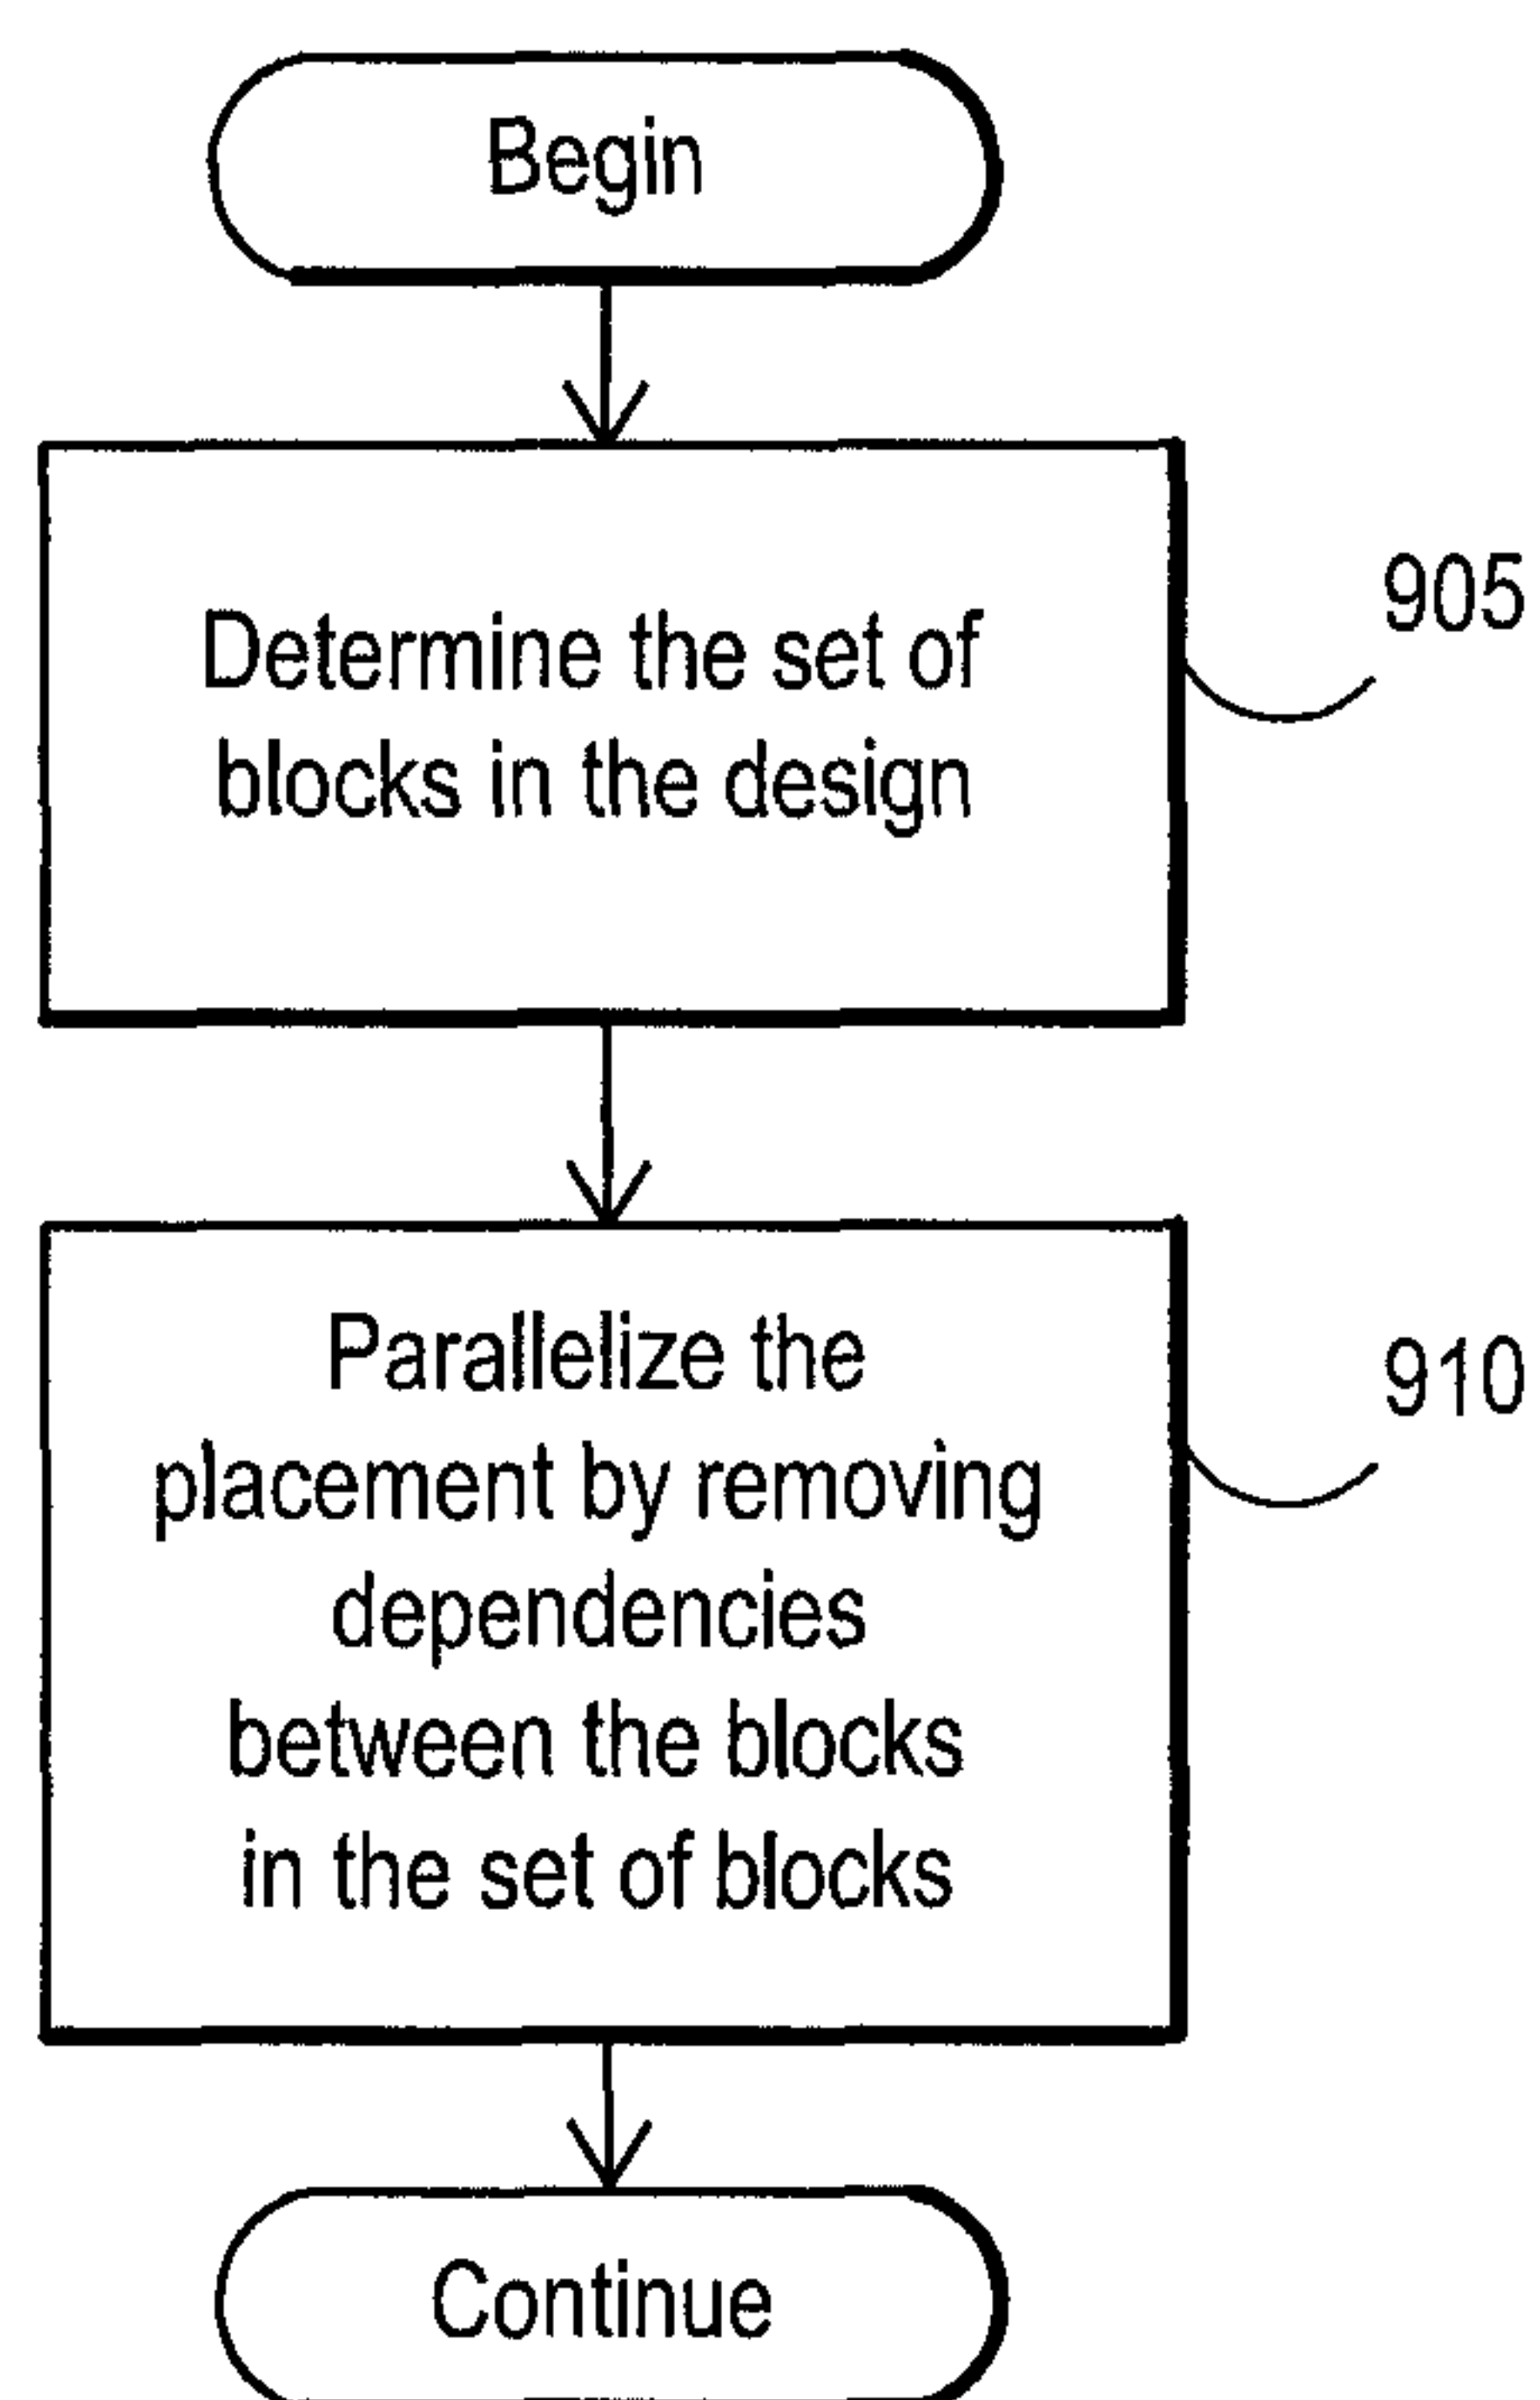 Begin
Determine the set of
blocks in the design
905
Parallelize the
placement by removing
dependencies
between the blocks
in the set of blocks
910
Continue